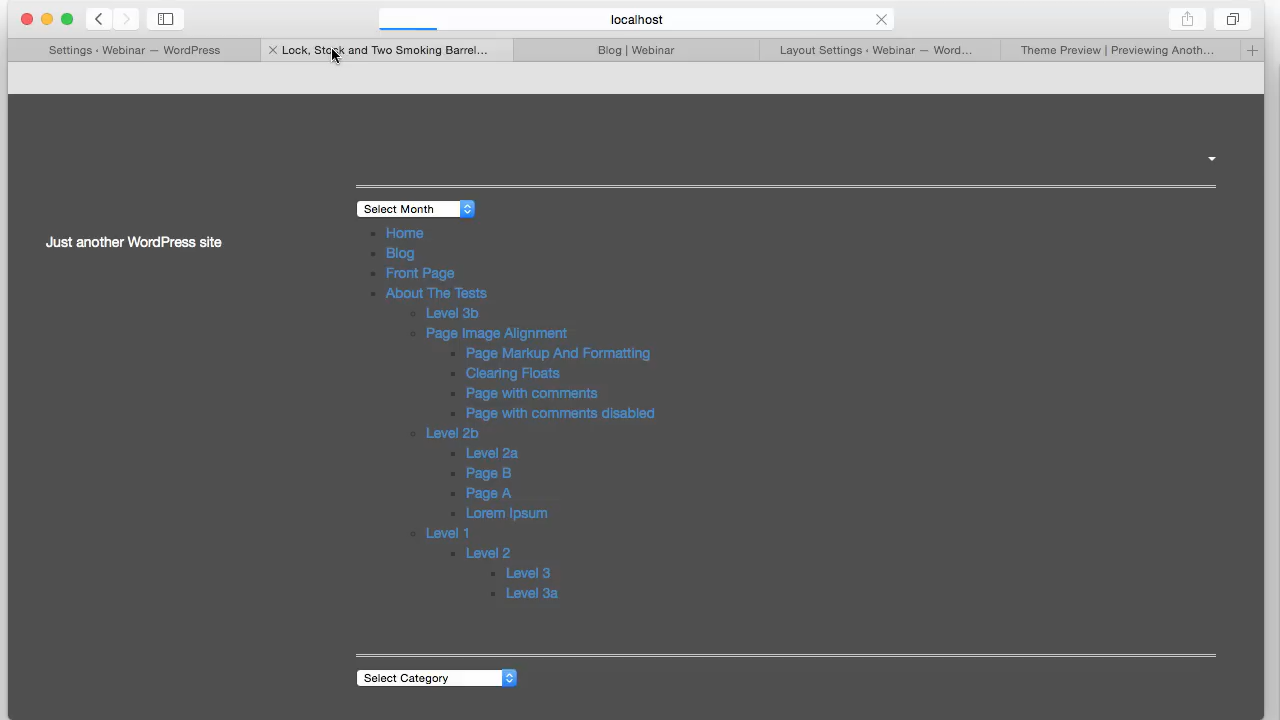 localhost
Settings ‹ Webinar — WordPress
Lock, Stock and Two Smoking Barrel...
Blog | Webinar
Layout Settings ‹ Webinar — Word...
Theme Preview | Previewing Anoth...
Select Month
Just another WordPress site
Home
Blog
Front Page
About The Tests
Level 3b
Page Image Alignment
Page Markup And Formatting
Clearing Floats
Page with comments
Page with comments disabled
Level 2b
Level 2a
Page B
Page A
Lorem Ipsum
Level 1
Level 2
Level 3
Level 3a
Select Category